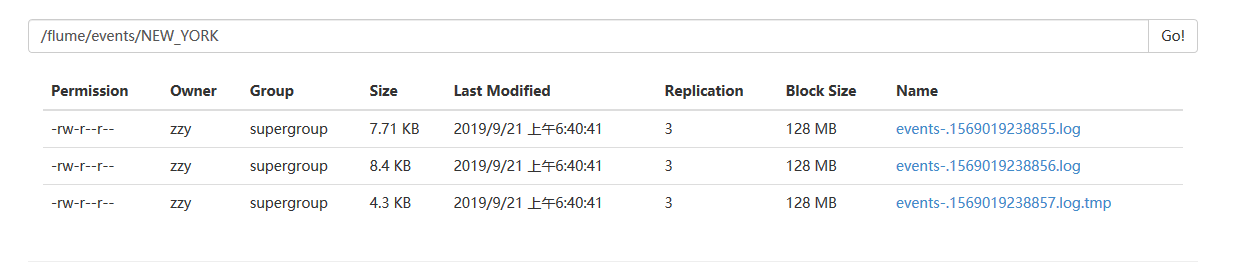 /flume/events/NEW_YORK Go!
Permission Owner Group Size Last Modified Replication Block Size Name
-rw-r--r-- zzy supergroup 7.71 KB 2019/9/21 上午6:40:41 3 128 MB events-.1569019238855.log
-rw-r--r-- zzy supergroup 8.4 KB 2019/9/21 上午6:40:41 3 128 MB events-.1569019238856.log
-rw-r--r-- zzy supergroup 4.3 KB 2019/9/21 上午6:40:41 3 128 MB events-.1569019238857.log.tmp